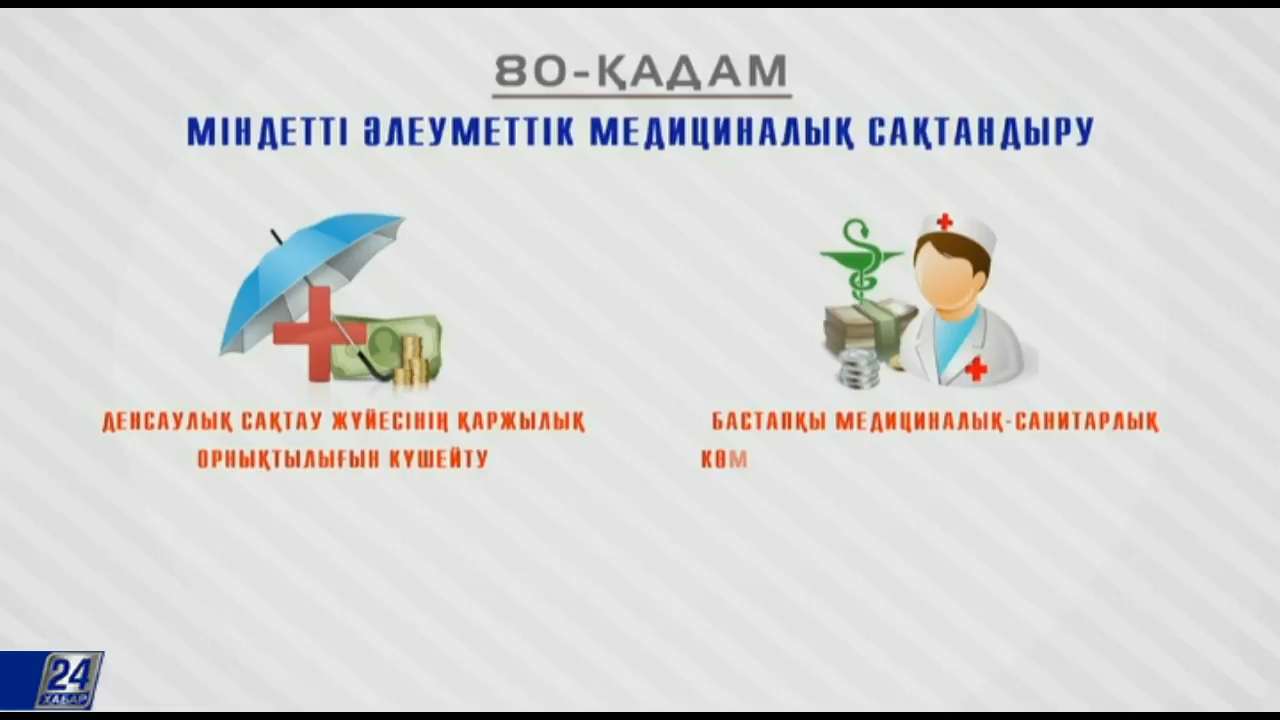 80-ҚАДАМ
МІНДЕТТІ ӘЛЕУМЕТТІК МЕДИЦИНАЛЫҚ САҚТАНДЫРУ
ДЕНСАУЛЫҚ САҚТАУ ЖҮЙЕСІНІҢ ҚАРЖЫЛЫҚ
ОРНЫҚТЫЛЫҒЫН КҮШЕЙТУ
БАСТАПҚЫ МЕДИЦИНАЛЫҚ-САНИТАРЛЫҚ
КӨМ
24
ХАБАР